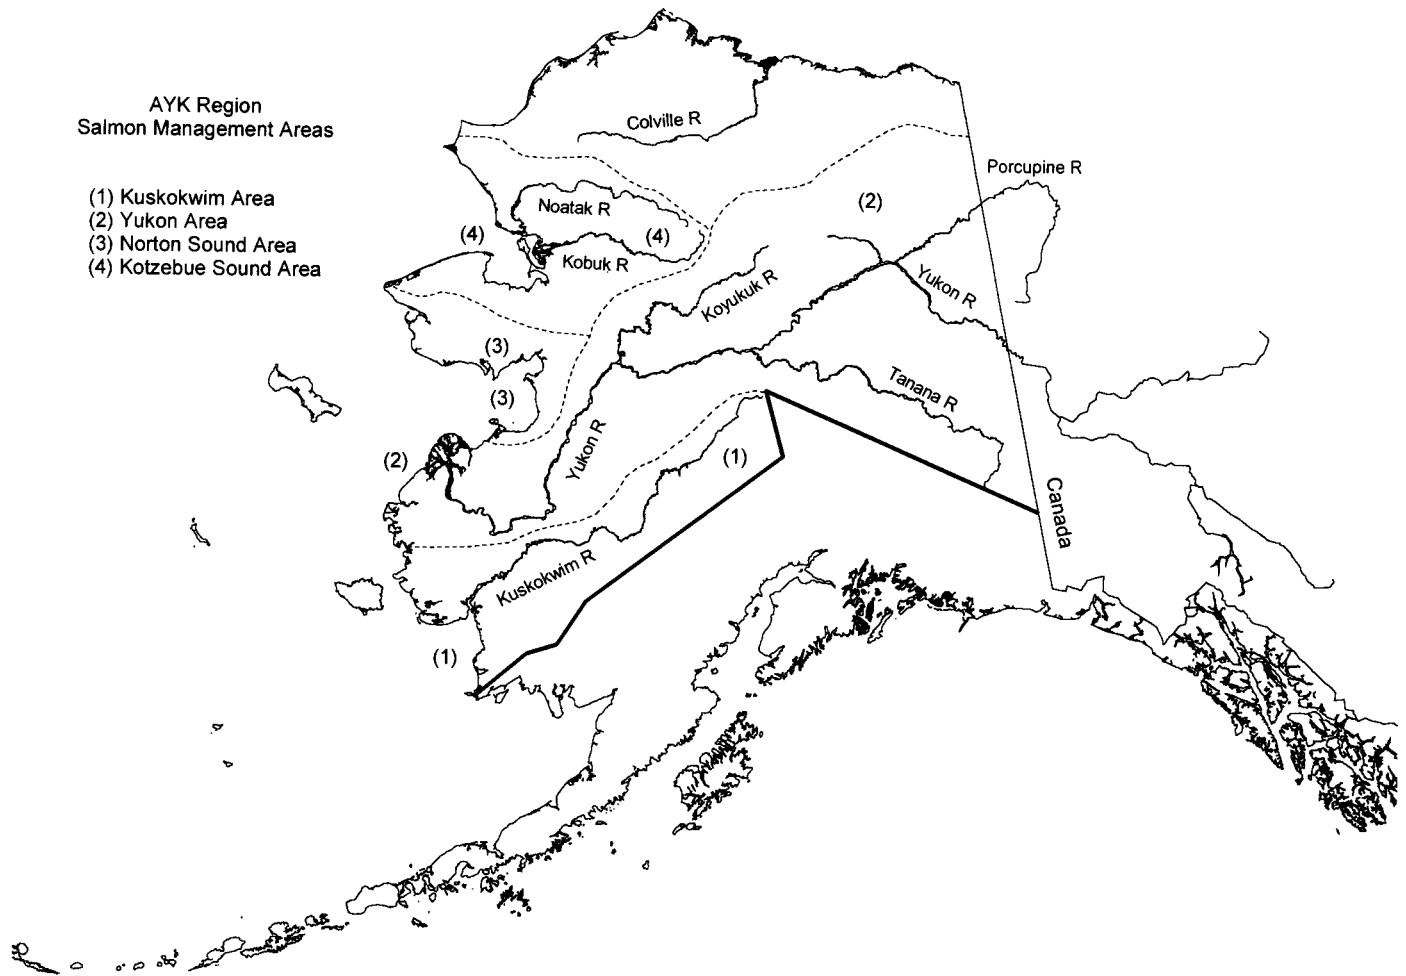 AYK Region
Salmon Management Areas
(1) Kuskokwim Area
(2) Yukon Area
(3) Norton Sound Area
(4) Kotzebue Sound Area
Colville R
Porcupine R
(2)
Noatak R
(4)
(4)
Kobuk R
Koyukuk R
Yukon R
(3)
(3)
Tanana R
Yukon R
(2)
(1)
Canada
Kuskokwim R
(1)